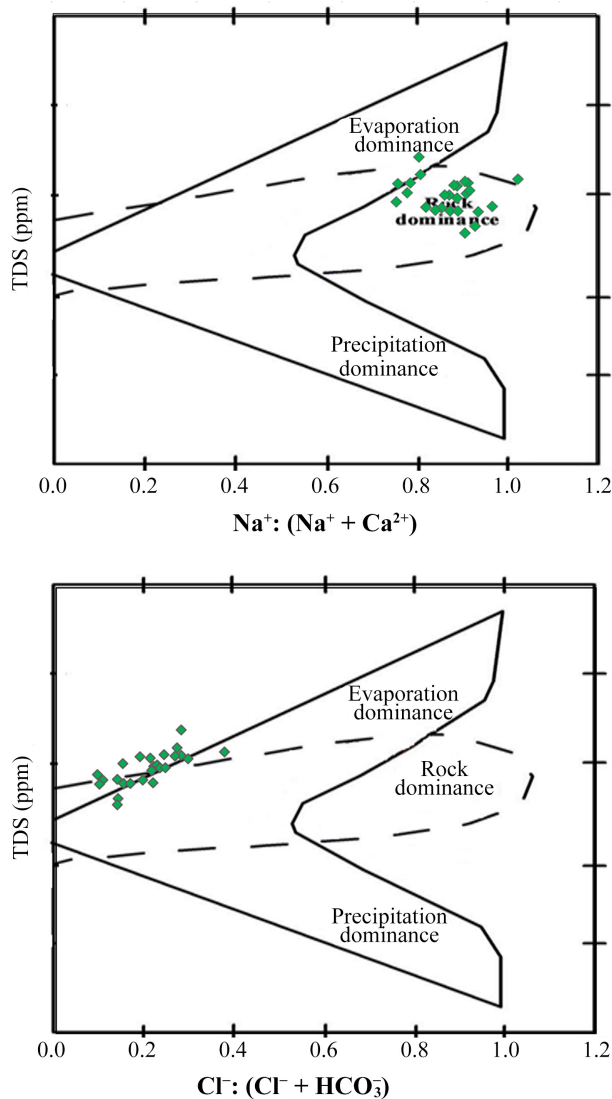 Evaporation
dominance
Rock
dominance
TDS (ppm)
Precipitation
dominance
0.0 0.2 0.4 0.6 0.8 1.0 1.2
Na⁺: (Na⁺ + Ca²⁺)
Evaporation
dominance
Rock
dominance
TDS (ppm)
Precipitation
dominance
0.0 0.2 0.4 0.6 0.8 1.0 1.2
Cl⁻: (Cl⁻ + HCO₃⁻)